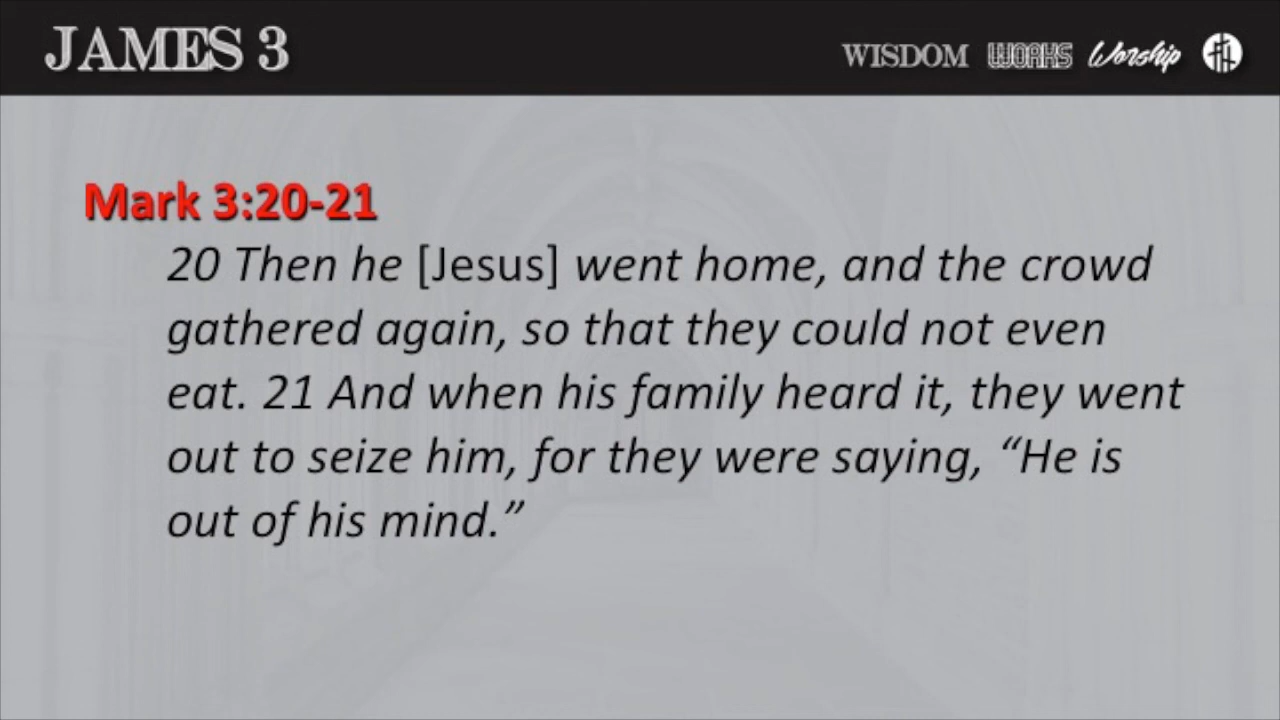 JAMES 3
WISDOM WORKS Worship
Mark 3:20-21
20 Then he [Jesus] went home, and the crowd
gathered again, so that they could not even
eat. 21 And when his family heard it, they went
out to seize him, for they were saying, “He is
out of his mind.”